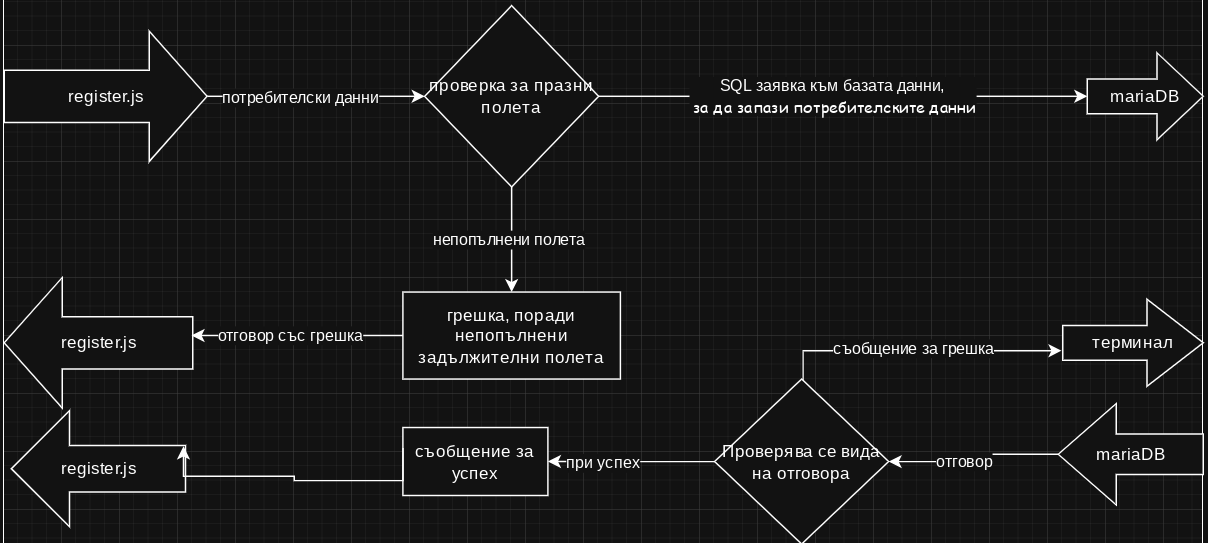 register.js
потребителски данни
проверка за празни
полета
SQL заявка към базата данни,
за да запази потребителските данни
mariaDB
непопълнени полета
register.js
отговор със грешка
грешка, поради
непопълнени
задължителни полета
съобщение за грешка
терминал
register.js
съобщение за
успех
при успех
Проверява се вида
на отговора
отговор
mariaDB